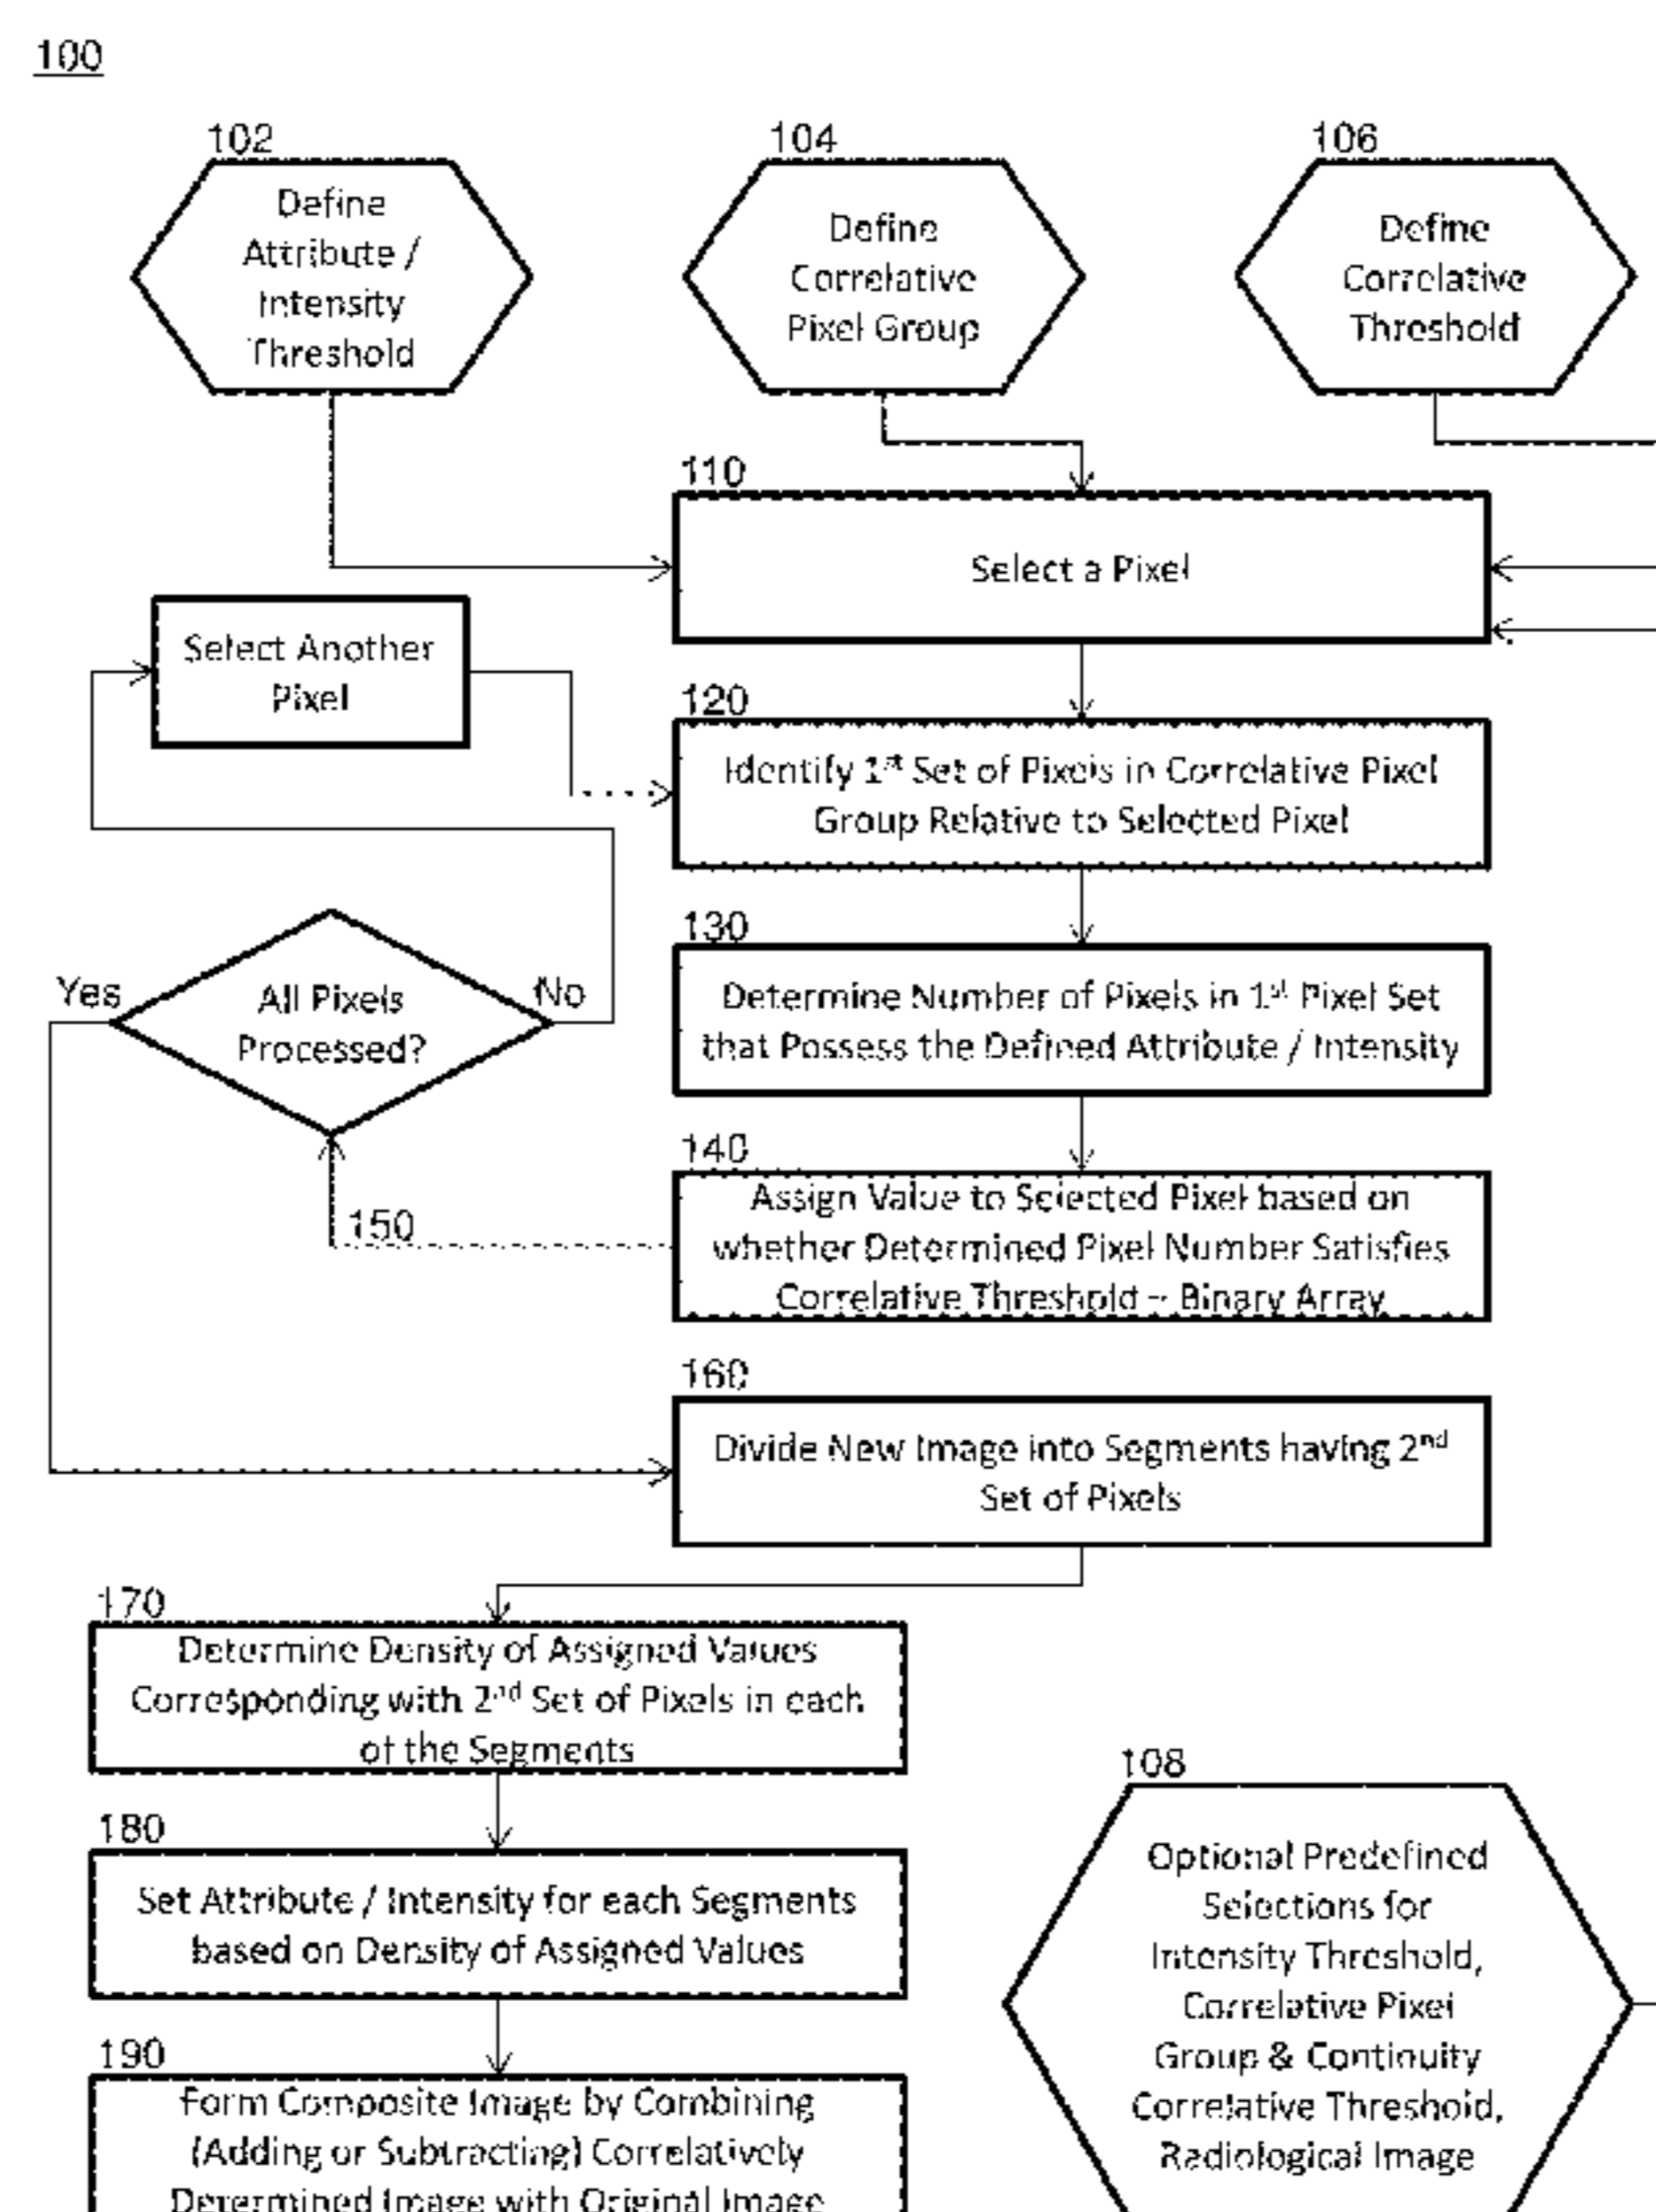 100
102
Define
Attribute /
Intensity
Threshold
104
Define
Correlative
Pixel Group
106
Define
Correlative
Threshold
110
Select a Pixel
Select Another
Pixel
120
Identify 1st Set of Pixels in Correlative Pixel
Group Relative to Selected Pixel
130
Determine Number of Pixels in 1st Pixel Set
that Possess the Defined Attribute / Intensity
Yes
All Pixels
Processed?
No
140
Assign Value to Selected Pixel based on
whether Determined Pixel Number Satisfies
Correlative Threshold – Binary Array
150
160
Divide New Image into Segments having 2nd
Set of Pixels
170
Determine Density of Assigned Values
Corresponding with 2nd Set of Pixels in each
of the Segments
180
Set Attribute / Intensity for each Segments
based on Density of Assigned Values
190
Form Composite Image by Combining
(Adding or Subtracting) Correlatively
Determined Image with Original Image
108
Optional Predefined
Selections for
Intensity Threshold,
Correlative Pixel
Group & Continuity
Correlative Threshold,
Radiological Image